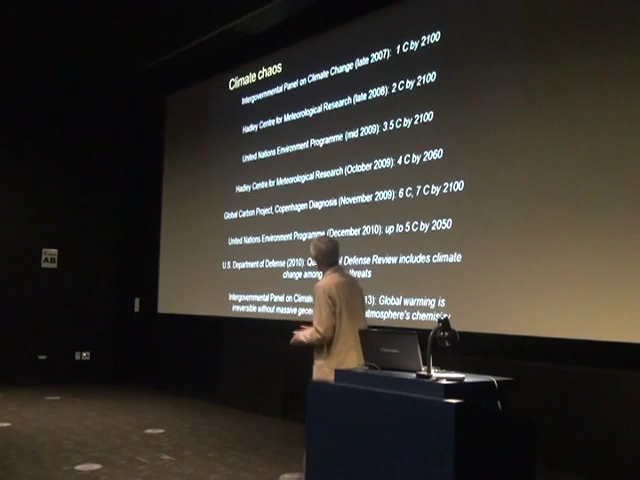 Climate chaos
Intergovernmental Panel on Climate Change (late 2007): 1 C by 2100
Hadley Centre for Meteorological Research (late 2008): 2 C by 2100
United Nations Environment Programme (mid 2009): 3.5 C by 2100
Hadley Centre for Meteorological Research (October 2009): 4 C by 2060
Global Carbon Project, Copenhagen Diagnosis (November 2009): 6 C, 7 C by 2100
United Nations Environment Programme (December 2010): up to 5 C by 2050
U.S. Department of Defense (2010): Defense Review includes climate
change among threats
Intergovernmental Panel on 13): Global warming is
irreversible without massive atmosphere's
AB